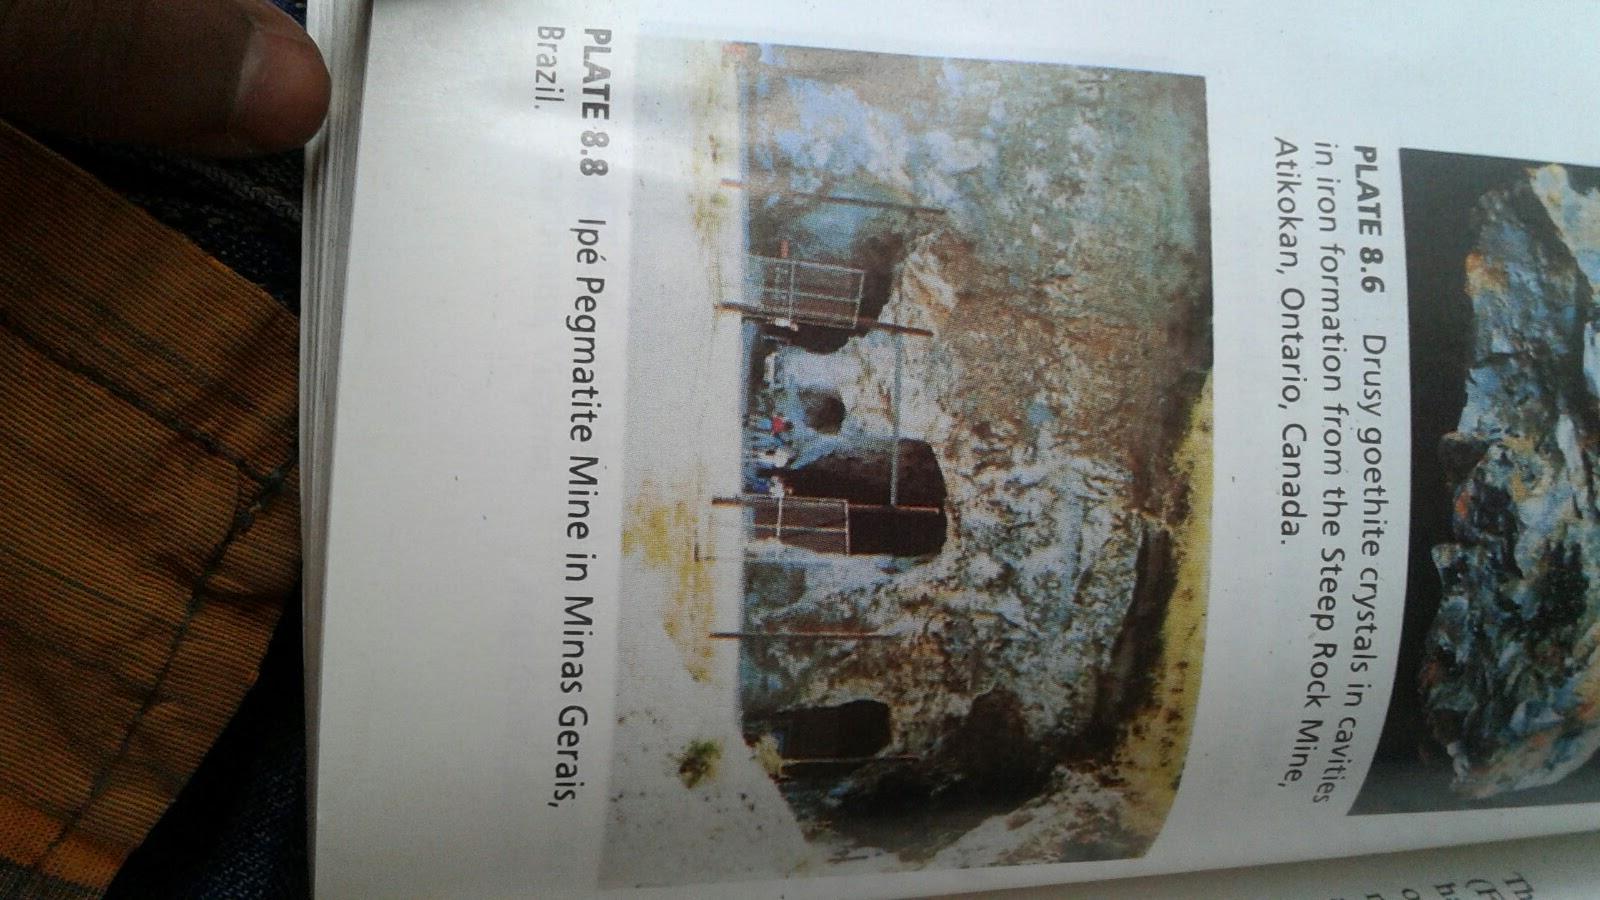 PLATE 8.6 Drusy goethite crystals in cavities
in iron formation from the Steep Rock Mine,
Atikokan, Ontario, Canada.
PLATE 8.8 Ipé Pegmatite Mine in Minas Gerais,
Brazil.
Th
(F